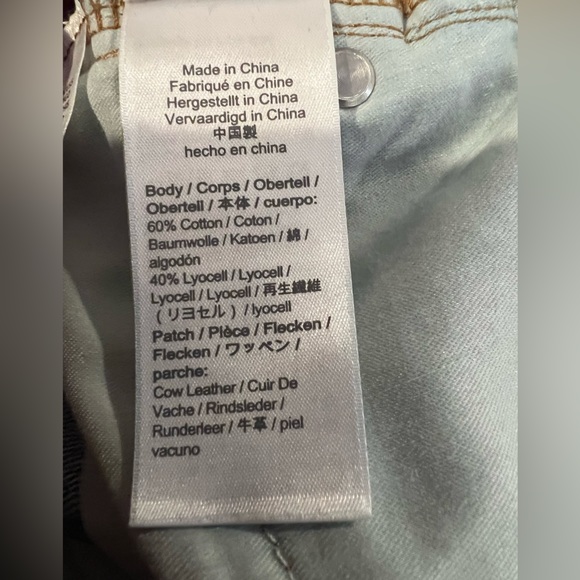 Made in China
Fabriqué en Chine
Hergestellt in China
Vervaardigd in China
中国製
hecho en china
Body / Corps / Obertell /
Obertell / 本体 / cuerpo:
60% Cotton / Coton /
Baumwolle / Katoen / 綿 /
algodón
40% Lyocell / Lyocell /
Lyocell / Lyocell / 再生繊維
(リヨセル) / lyocell
Patch / Pièce / Flecken /
Flecken / ワッペン /
parche:
Cow Leather / Cuir De
Vache / Rindsleder /
Runderleer / 牛革 / piel
vacuno